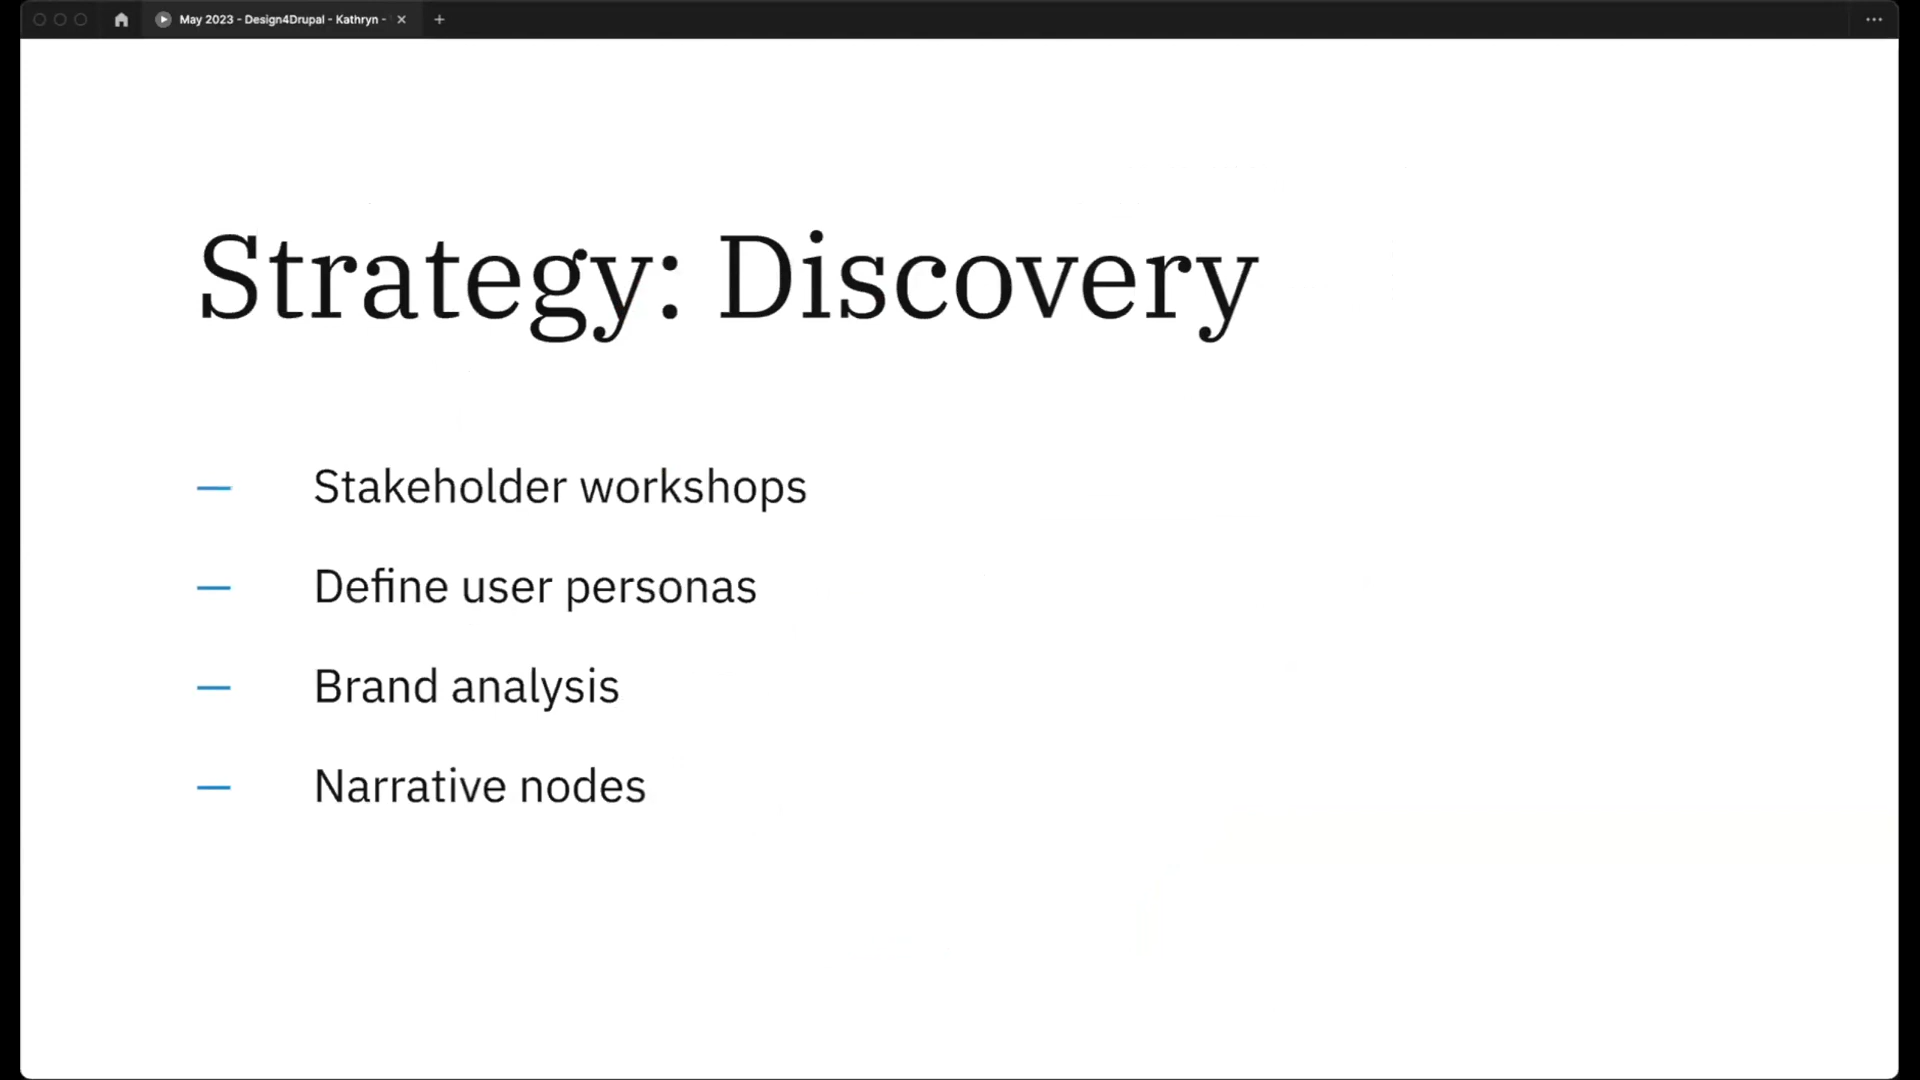 May 2023 - Design4Drupal - Kathryn -
Strategy: Discovery
— Stakeholder workshops
— Define user personas
— Brand analysis
— Narrative nodes